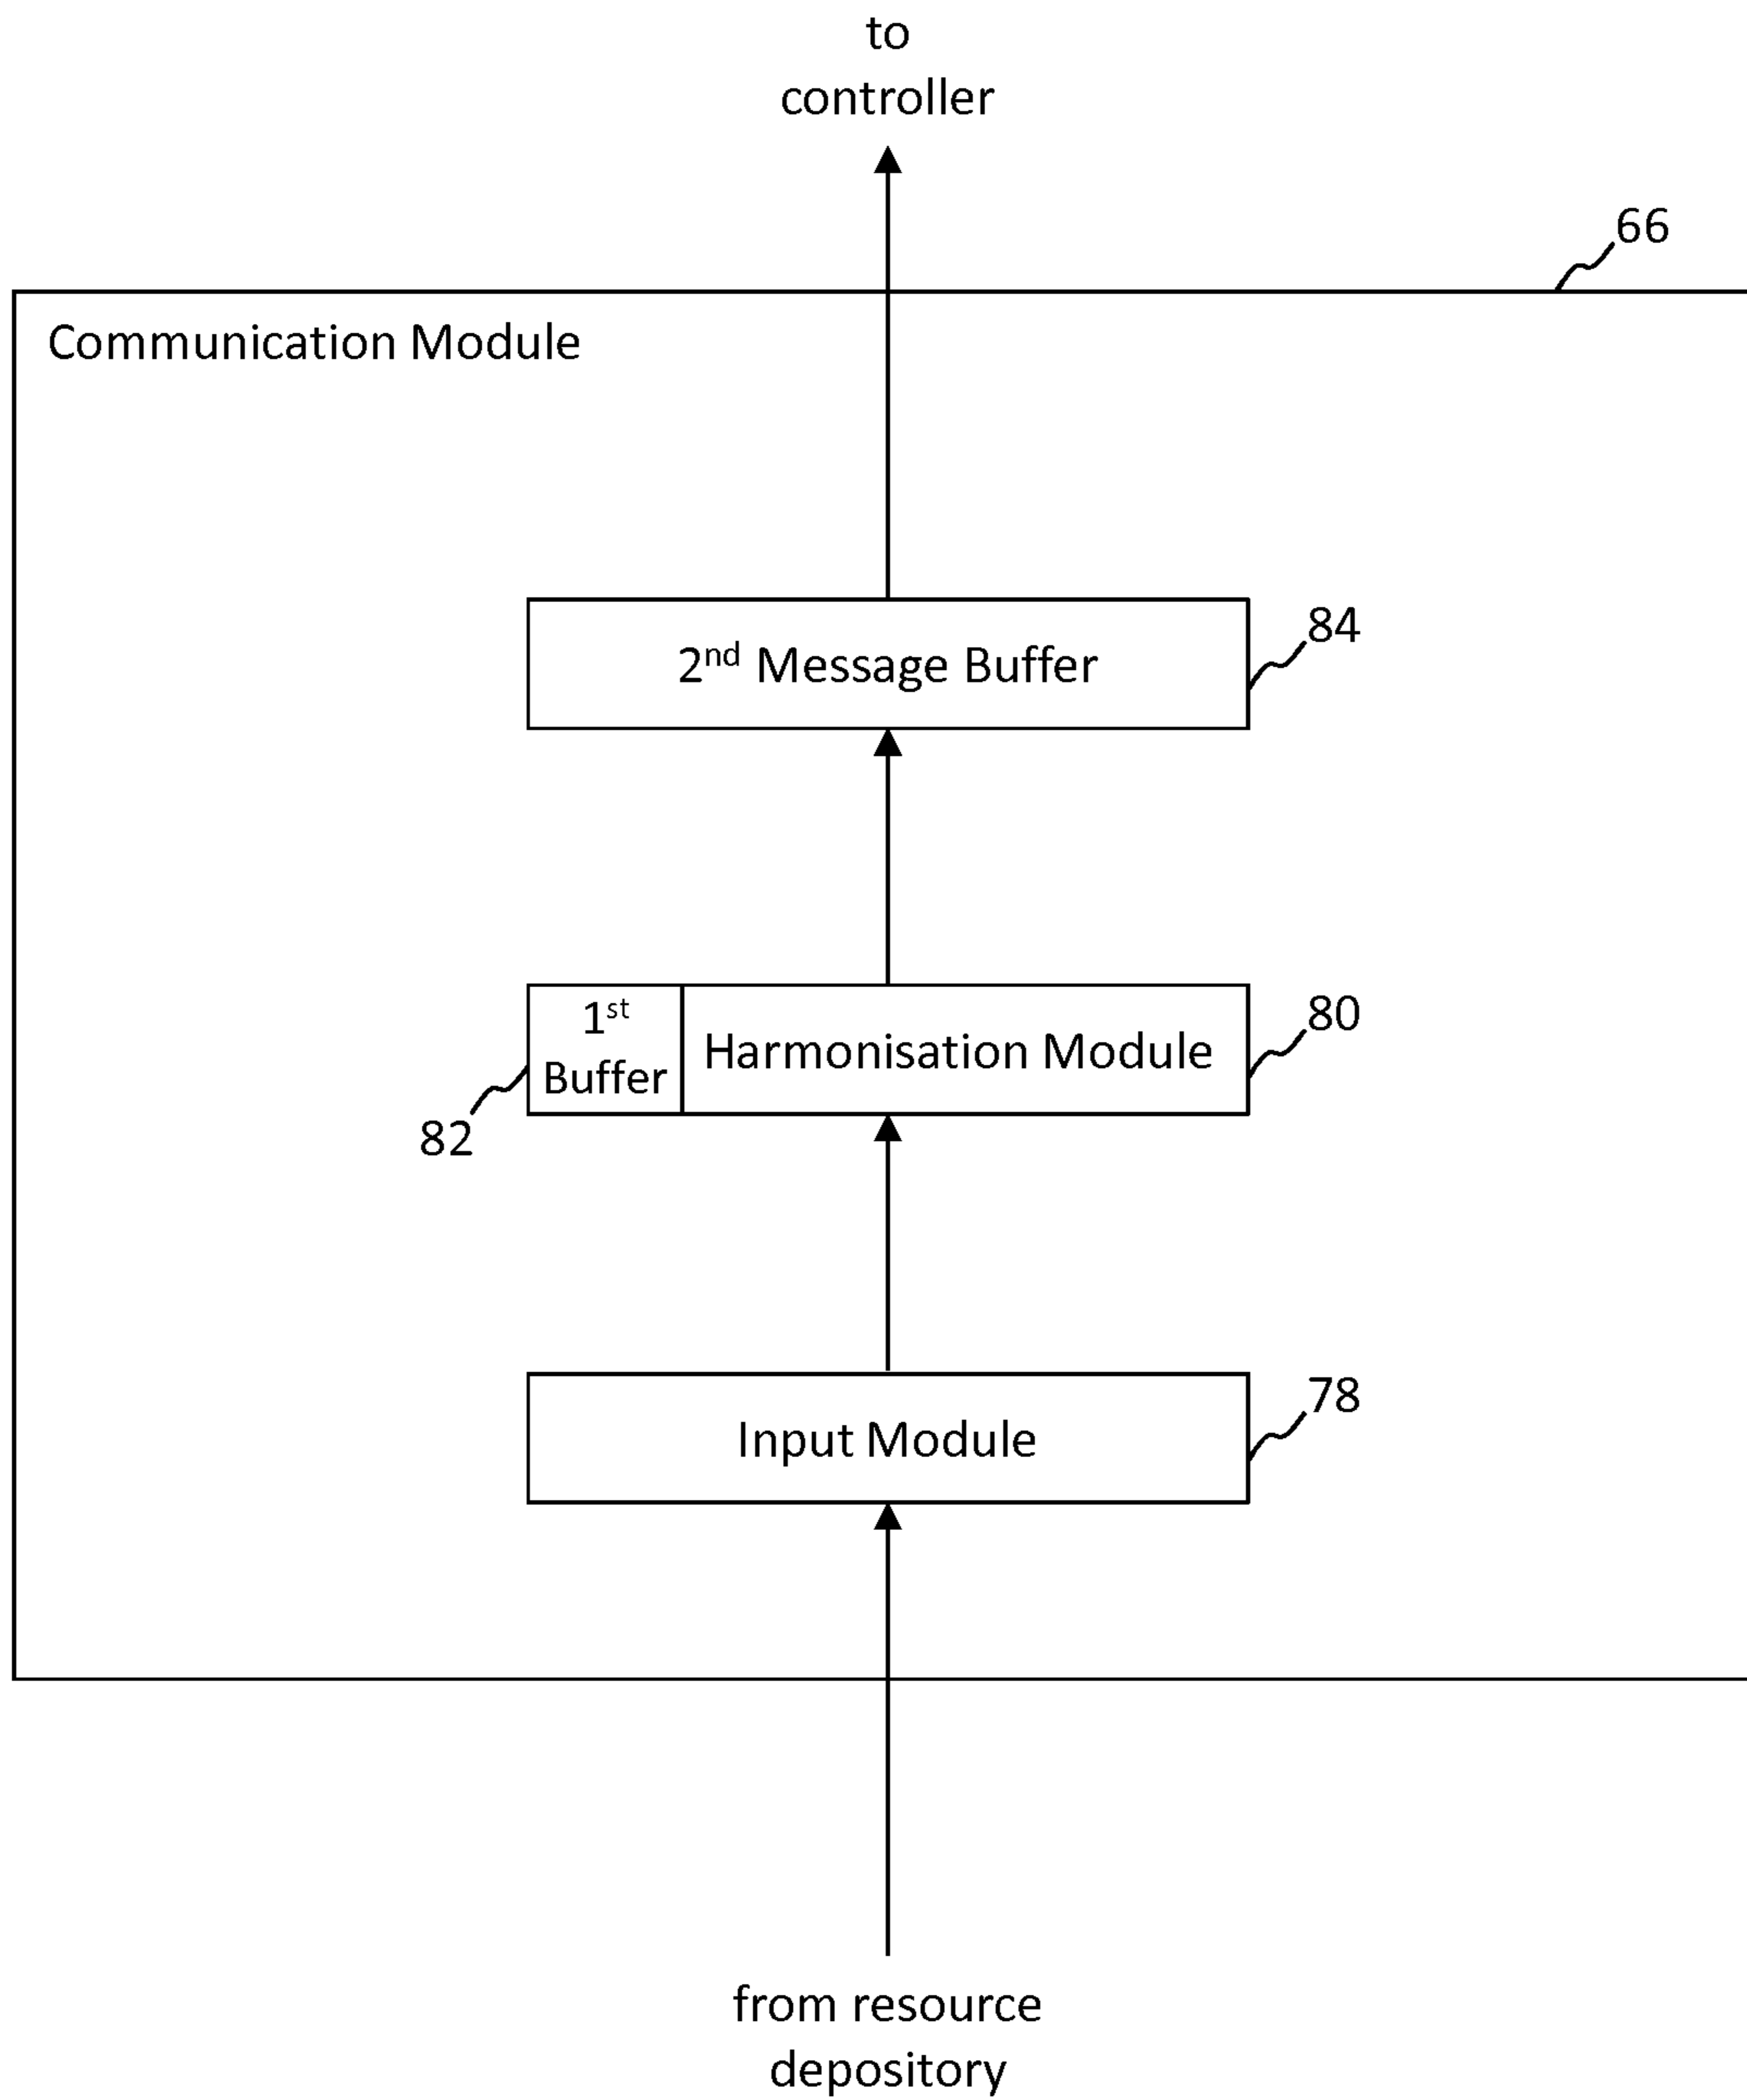 to
controller
66
Communication Module
84
2nd Message Buffer
80
1st
Buffer
Harmonisation Module
82
78
Input Module
from resource
depository